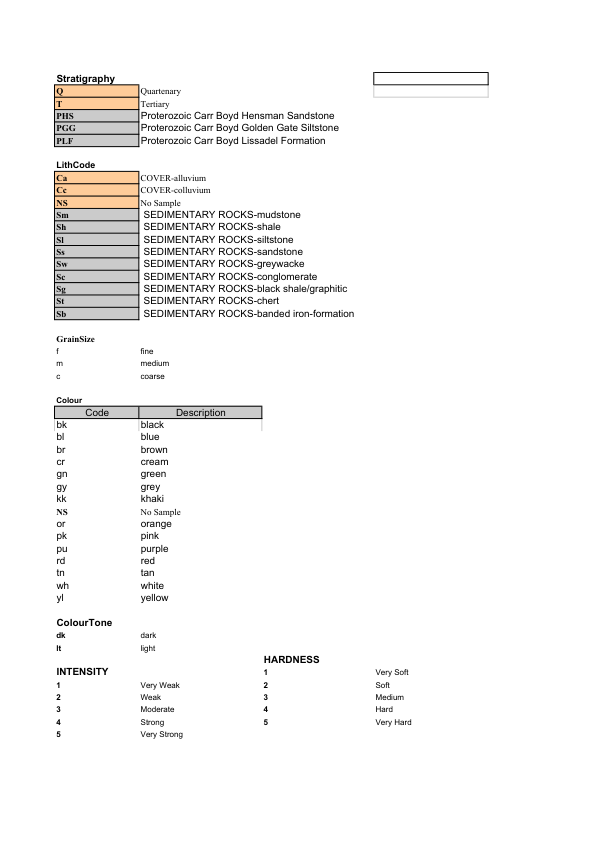 Stratigraphy
Q Quartenary
T Tertiary
PHS Proterozoic Carr Boyd Hensman Sandstone
PGG Proterozoic Carr Boyd Golden Gate Siltstone
PLF Proterozoic Carr Boyd Lissadel Formation
LithCode
Ca COVER-alluvium
Cc COVER-colluvium
NS No Sample
Sm SEDIMENTARY ROCKS-mudstone
Sh SEDIMENTARY ROCKS-shale
Sl SEDIMENTARY ROCKS-siltstone
Ss SEDIMENTARY ROCKS-sandstone
Sw SEDIMENTARY ROCKS-greywacke
Sc SEDIMENTARY ROCKS-conglomerate
Sg SEDIMENTARY ROCKS-black shale/graphitic
St SEDIMENTARY ROCKS-chert
Sb SEDIMENTARY ROCKS-banded iron-formation
GrainSize
f fine
m medium
c coarse
Colour
Code Description
bk black
bl blue
br brown
cr cream
gn green
gy grey
kk khaki
NS No Sample
or orange
pk pink
pu purple
rd red
tn tan
wh white
yl yellow
ColourTone
dk dark
lt light
HARDNESS
INTENSITY 1 Very Soft
1 Very Weak 2 Soft
2 Weak 3 Medium
3 Moderate 4 Hard
4 Strong 5 Very Hard
5 Very Strong